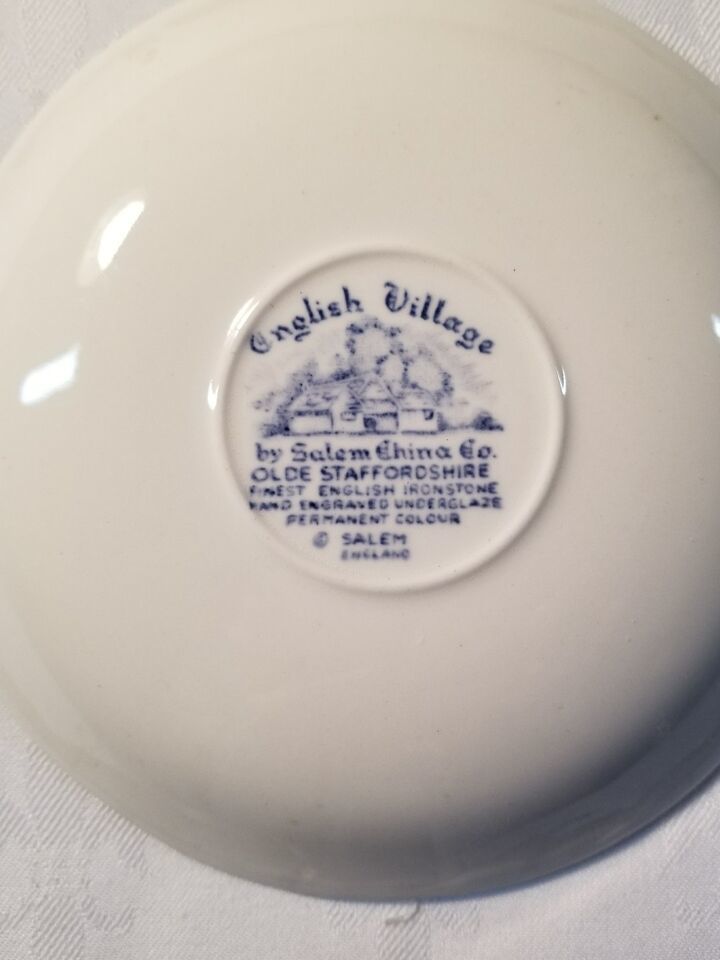 English Village
by Salem China Co.
OLDE STAFFORDSHIRE
FINEST ENGLISH IRONSTONE
HAND ENGRAVED UNDERGLAZE
PERMANENT COLOUR
© SALEM
ENGLAND